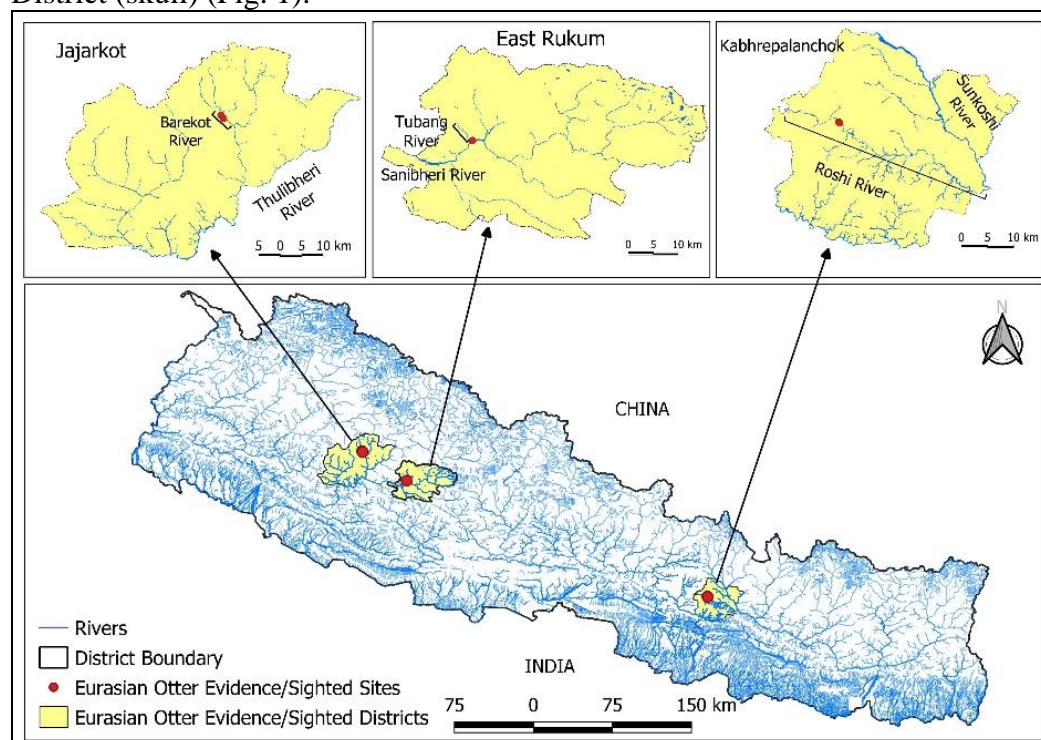 District (skull) (Fig. 1).
Jajarkot
Barekot
River
Thulibheri
River
5 0 5 10 km
East Rukum
Tubang
River
Sanibheri River
5 0 5 10 km
Kabhrepalanchok
Sunkoshi
River
Roshi River
0 5 10 km
N
CHINA
INDIA
Rivers
District Boundary
Eurasian Otter Evidence/Sighted Sites
Eurasian Otter Evidence/Sighted Districts
75 0 75 150 km